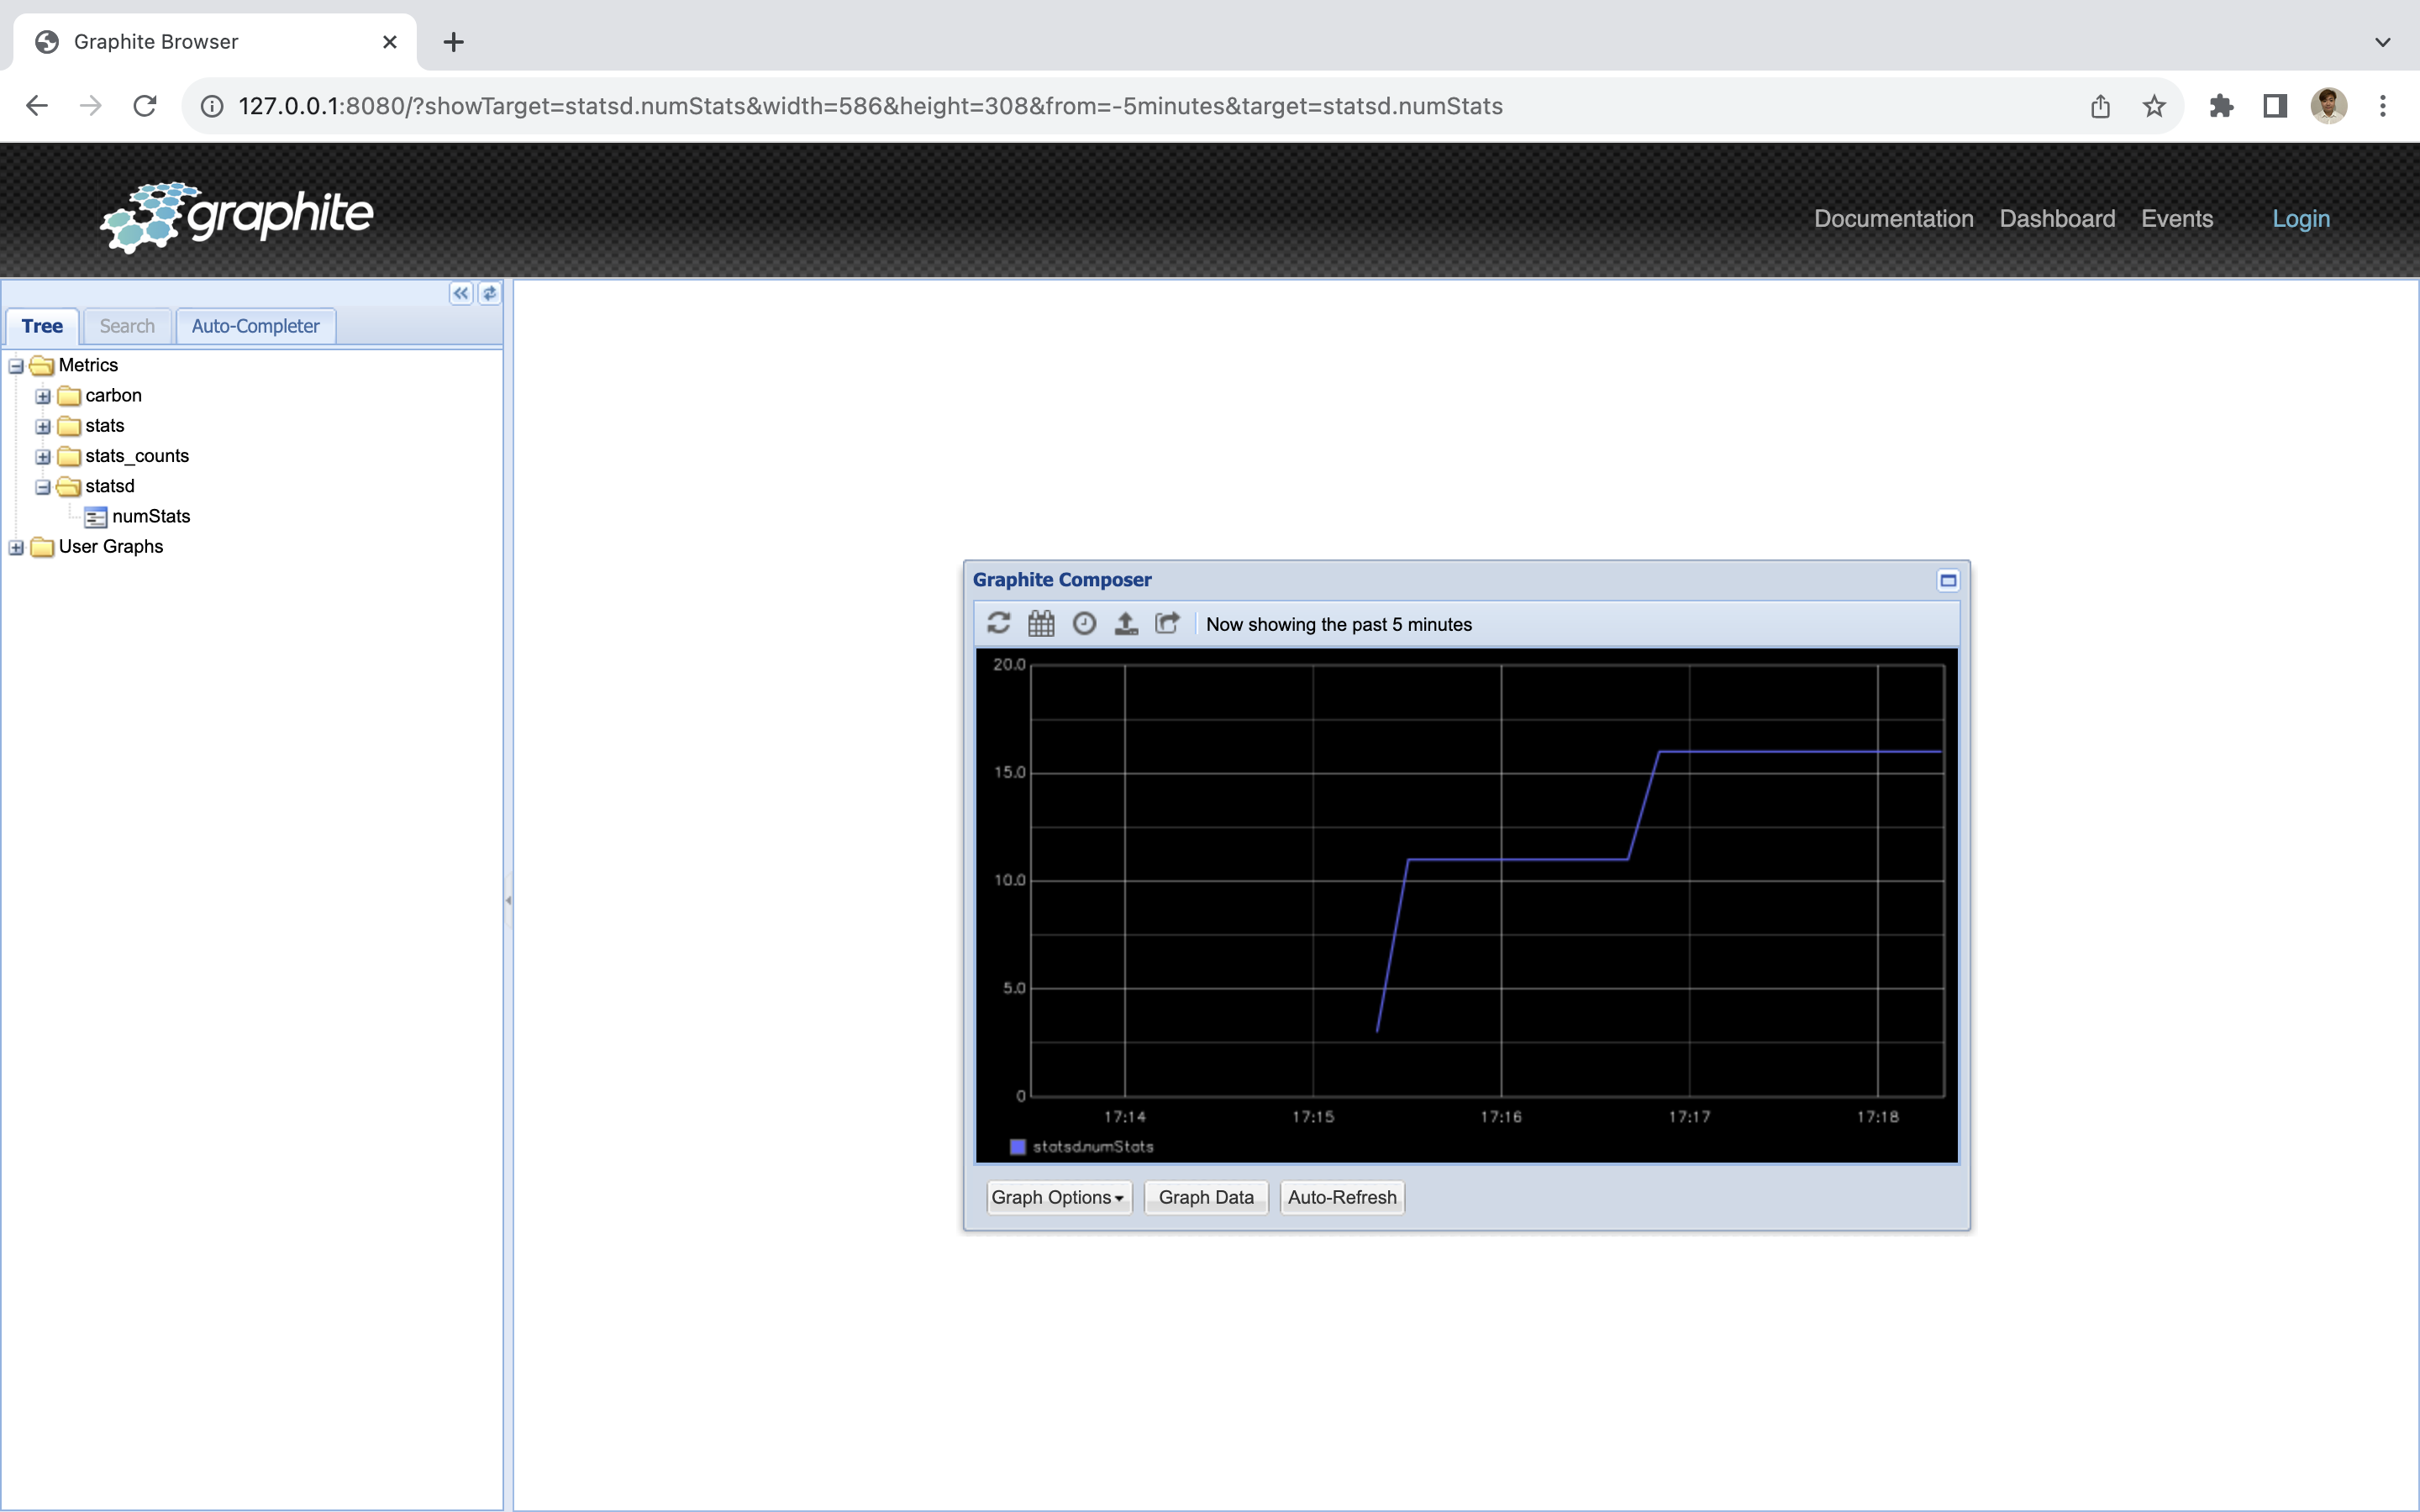 Graphite Browser
127.0.0.1:8080/?showTarget=statsd.numStats&width=586&height=308&from=-5minutes&target=statsd.numStats
graphite
Documentation Dashboard Events Login
Tree Search Auto-Completer
Metrics
carbon
stats
stats_counts
statsd
numStats
User Graphs
Graphite Composer
Now showing the past 5 minutes
20.0
15.0
10.0
5.0
0
17:14 17:15 17:16 17:17 17:18
statsd.numStats
Graph Options Graph Data Auto-Refresh